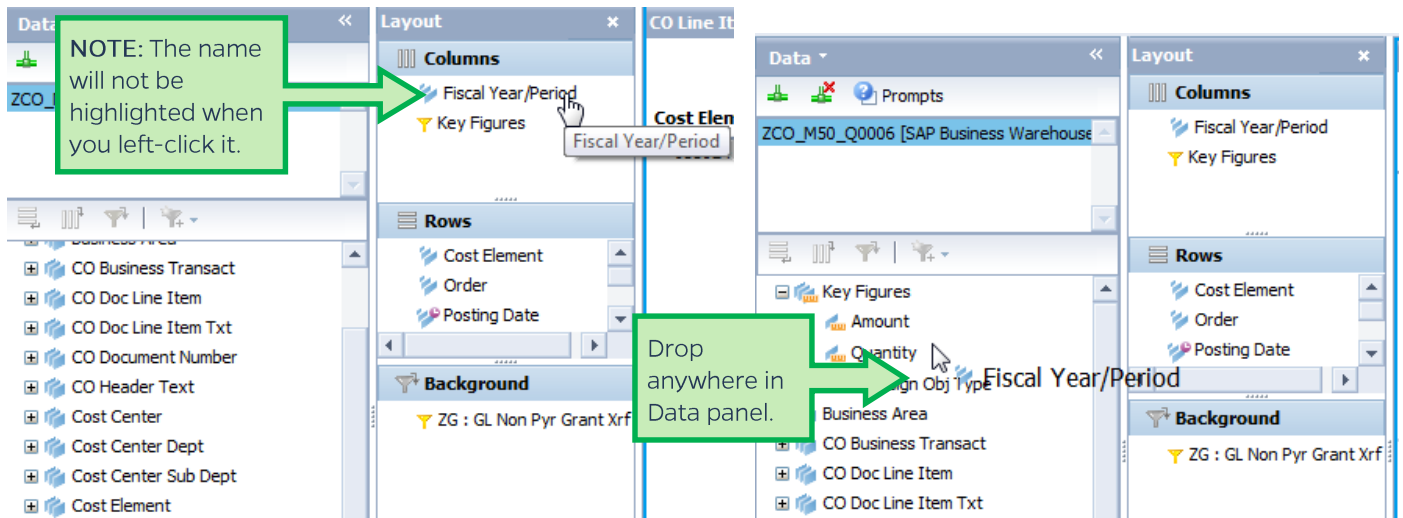 Data
Layout
CO Line It
NOTE: The name
will not be
highlighted when
you left-click it.
Columns
Fiscal Year/Period
Key Figures
Fiscal Year/Period
Cost Elem
Rows
Cost Element
Order
Posting Date
Background
ZG : GL Non Pyr Grant Xrf
Business Area
CO Business Transact
CO Doc Line Item
CO Doc Line Item Txt
CO Document Number
CO Header Text
Cost Center
Cost Center Dept
Cost Center Sub Dept
Cost Element
Data
Prompts
ZCO_M50_Q0006 [SAP Business Warehouse
Key Figures
Amount
Quantity
Obj Type
Business Area
CO Business Transact
CO Doc Line Item
CO Doc Line Item Txt
Drop
anywhere in
Data panel.
Fiscal Year/Period
Layout
Columns
Fiscal Year/Period
Key Figures
Rows
Cost Element
Order
Posting Date
Background
ZG : GL Non Pyr Grant Xrf